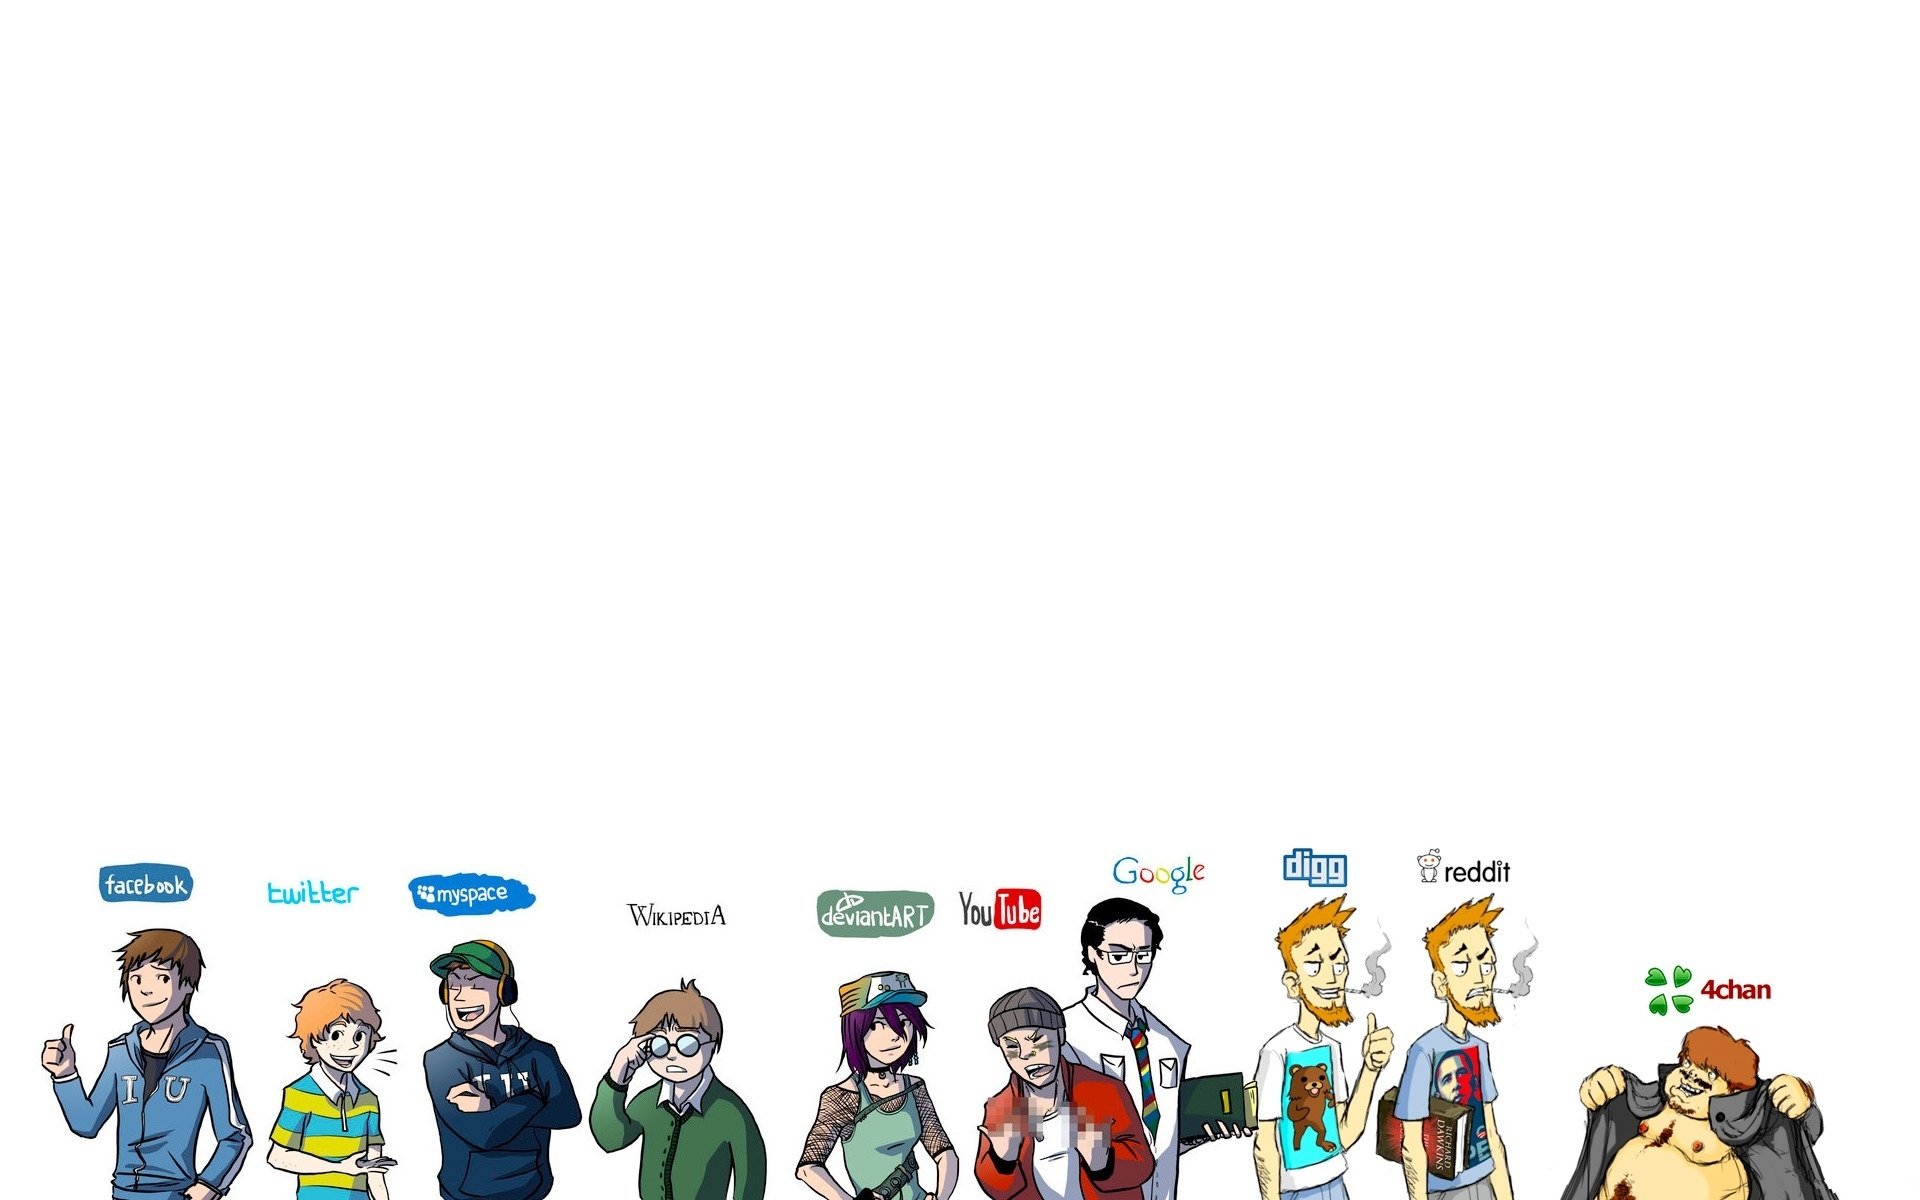 facebook
twitter
myspace
WIKIPEDIA
deviantART
YouTube
Google
digg
reddit
4chan
I U
RICHARD
DAWKINS